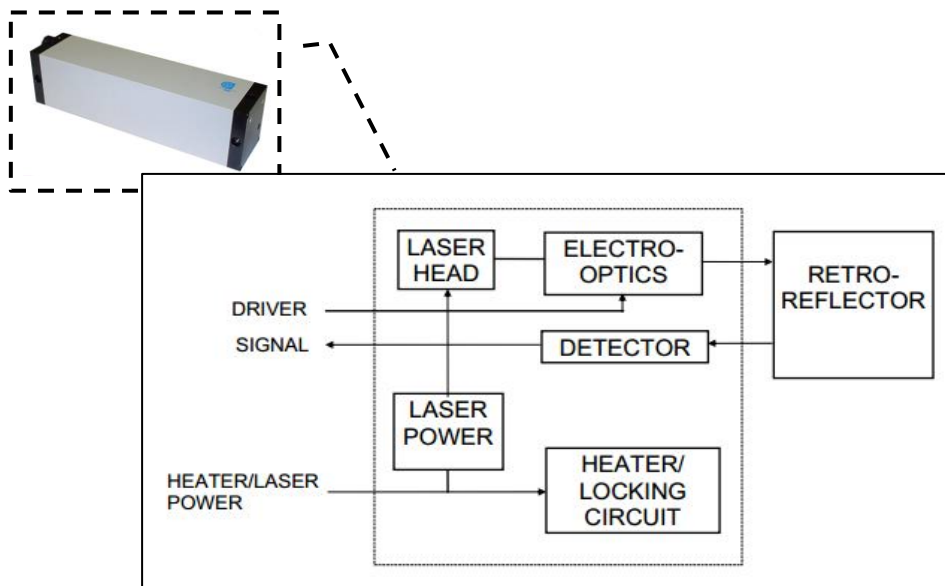 LASER
HEAD
ELECTRO-
OPTICS
RETRO-
REFLECTOR
DRIVER
SIGNAL
DETECTOR
LASER
POWER
HEATER/LASER
POWER
HEATER/
LOCKING
CIRCUIT